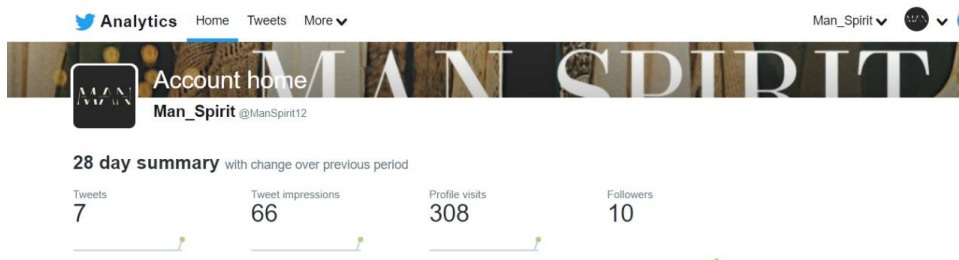 Analytics Home Tweets More Man_Spirit
MAN SPIRIT
Account home
MAN
Man_Spirit @ManSpirit12
28 day summary with change over previous period
Tweets Tweet impressions Profile visits Followers
7 66 308 10